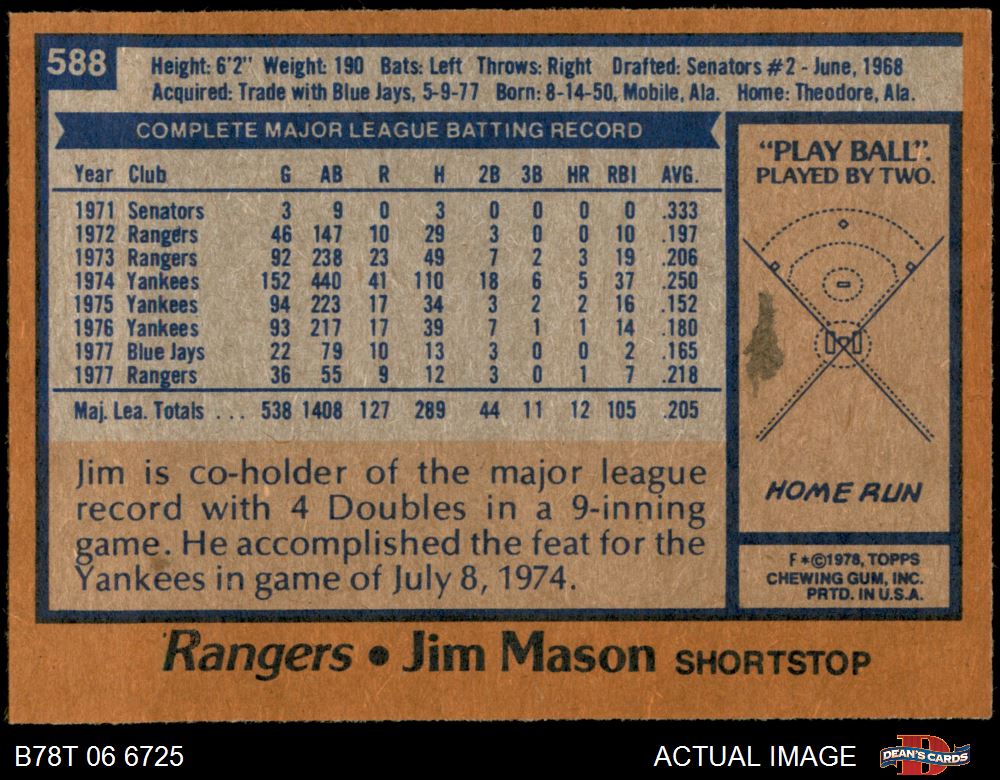 588
Height: 6'2" Weight: 190 Bats: Left Throws: Right Drafted: Senators #2 - June, 1968
Acquired: Trade with Blue Jays, 5-9-77 Born: 8-14-50, Mobile, Ala. Home: Theodore, Ala.
COMPLETE MAJOR LEAGUE BATTING RECORD
Year Club G AB R H 2B 3B HR RBI AVG.
1971 Senators 3 9 0 3 0 0 0 0 .333
1972 Rangers 46 147 10 29 3 0 0 10 .197
1973 Rangers 92 238 23 49 7 2 3 19 .206
1974 Yankees 152 440 41 110 18 6 5 37 .250
1975 Yankees 94 223 17 34 3 2 2 16 .152
1976 Yankees 93 217 17 39 7 1 1 14 .180
1977 Blue Jays 22 79 10 13 3 0 0 2 .165
1977 Rangers 36 55 9 12 3 0 1 7 .218
Maj. Lea. Totals ... 538 1408 127 289 44 11 12 105 .205
Jim is co-holder of the major league
record with 4 Doubles in a 9-inning
game. He accomplished the feat for the
Yankees in game of July 8, 1974.
"PLAY BALL".
PLAYED BY TWO.
HOME RUN
F*©1978, TOPPS
CHEWING GUM, INC.
PRTD. IN U.S.A.
Rangers • Jim Mason SHORTSTOP
B78T 06 6725
ACTUAL IMAGE
DEAN'S CARDS